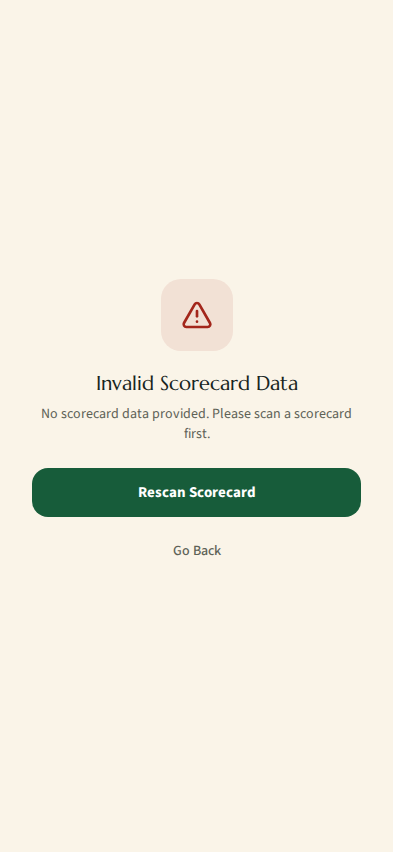 Invalid Scorecard Data
No scorecard data provided. Please scan a scorecard
first.
Rescan Scorecard
Go Back